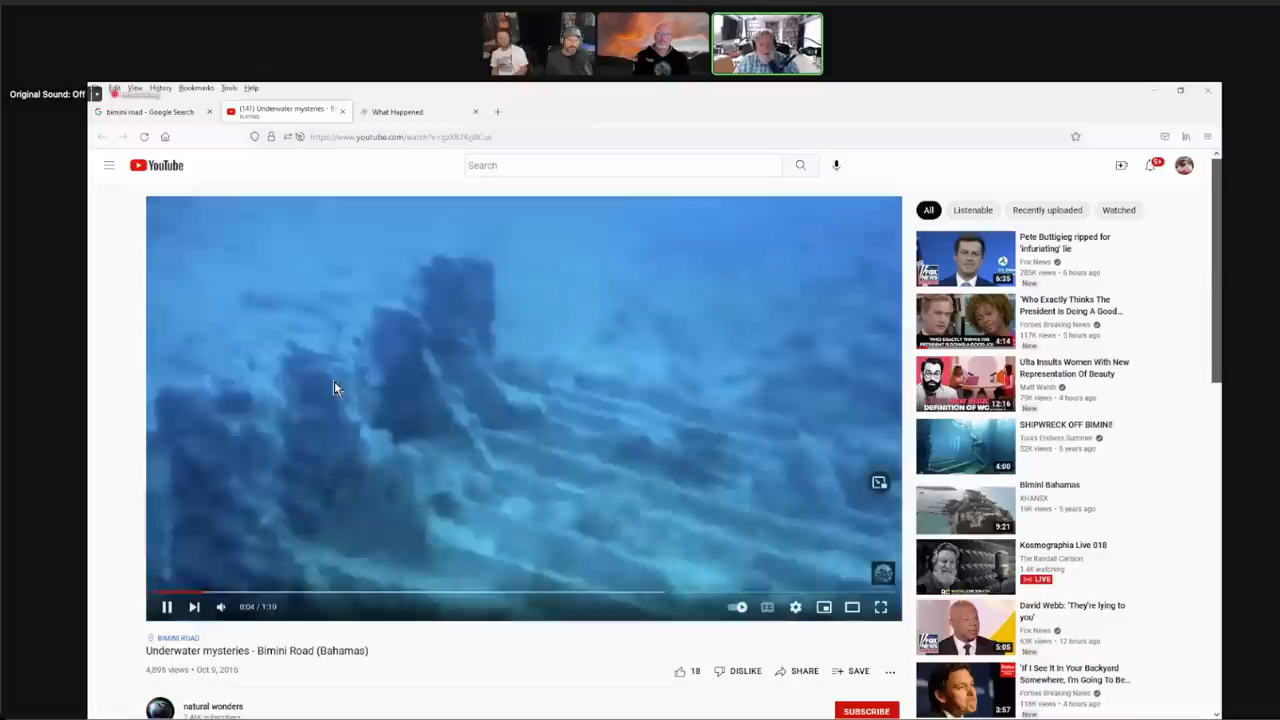 Original Sound: Off
Edit View History Bookmarks Tools Help
bimini road - Google Search
(141) Underwater mysteries - B
PLAYING
What Happened
YouTube
Search
9+
All
Listenable
Recently uploaded
Watched
Pete Buttigieg ripped for
'infuriating' lie
Fox News
285K views • 6 hours ago
New
6:35
'Who Exactly Thinks The
President Is Doing A Good...
Forbes Breaking News
117K views • 5 hours ago
New
4:14
Ulta Insults Women With New
Representation Of Beauty
Matt Walsh
79K views • 4 hours ago
New
12:16
SHIPWRECK OFF BIMINI!
Tula's Endless Summer
52K views • 6 years ago
4:00
Bimini Bahamas
XHANSX
19K views • 5 years ago
9:21
Kosmographia Live 018
The Randall Carlson
1.4K watching
LIVE
David Webb: 'They're lying to
you'
Fox News
63K views • 12 hours ago
New
5:05
'If I See It In Your Backyard
Somewhere, I'm Going To Be...
Forbes Breaking News
118K views • 4 hours ago
New
3:57
0:04 / 1:10
BIMINI ROAD
Underwater mysteries - Bimini Road (Bahamas)
4,895 views • Oct 9, 2015
18
DISLIKE
SHARE
SAVE
natural wonders
SUBSCRIBE